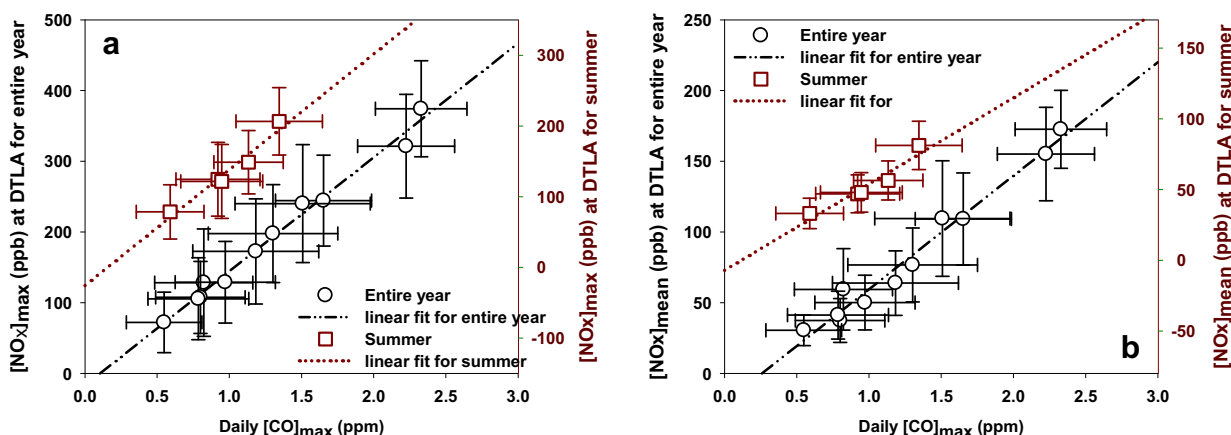 a
[NOx]max (ppb) at DTLA for entire year
500
400
300
200
100
0
300
200
100
0
-100
[NOx]max (ppb) at DTLA for summer
Entire year
linear fit for entire year
Summer
linear fit for summer
0.0 0.5 1.0 1.5 2.0 2.5 3.0
Daily [CO]max (ppm)
b
[NOx]mean (ppb) at DTLA for entire year
250
200
150
100
50
0
150
100
50
0
-50
[NOx]mean (ppb) at DTLA for summer
Entire year
linear fit for entire year
Summer
linear fit for
0.0 0.5 1.0 1.5 2.0 2.5 3.0
Daily [CO]max (ppm)